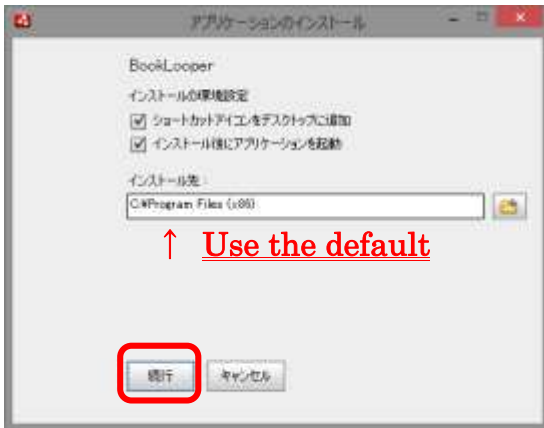 アプリケーションのインストール
BookLooper
インストールの環境設定
ショートカットアイコンをデスクトップに追加
インストール後にアプリケーションを起動
インストール先:
C:¥Program Files (x86)
↑ Use the default
続行
キャンセル